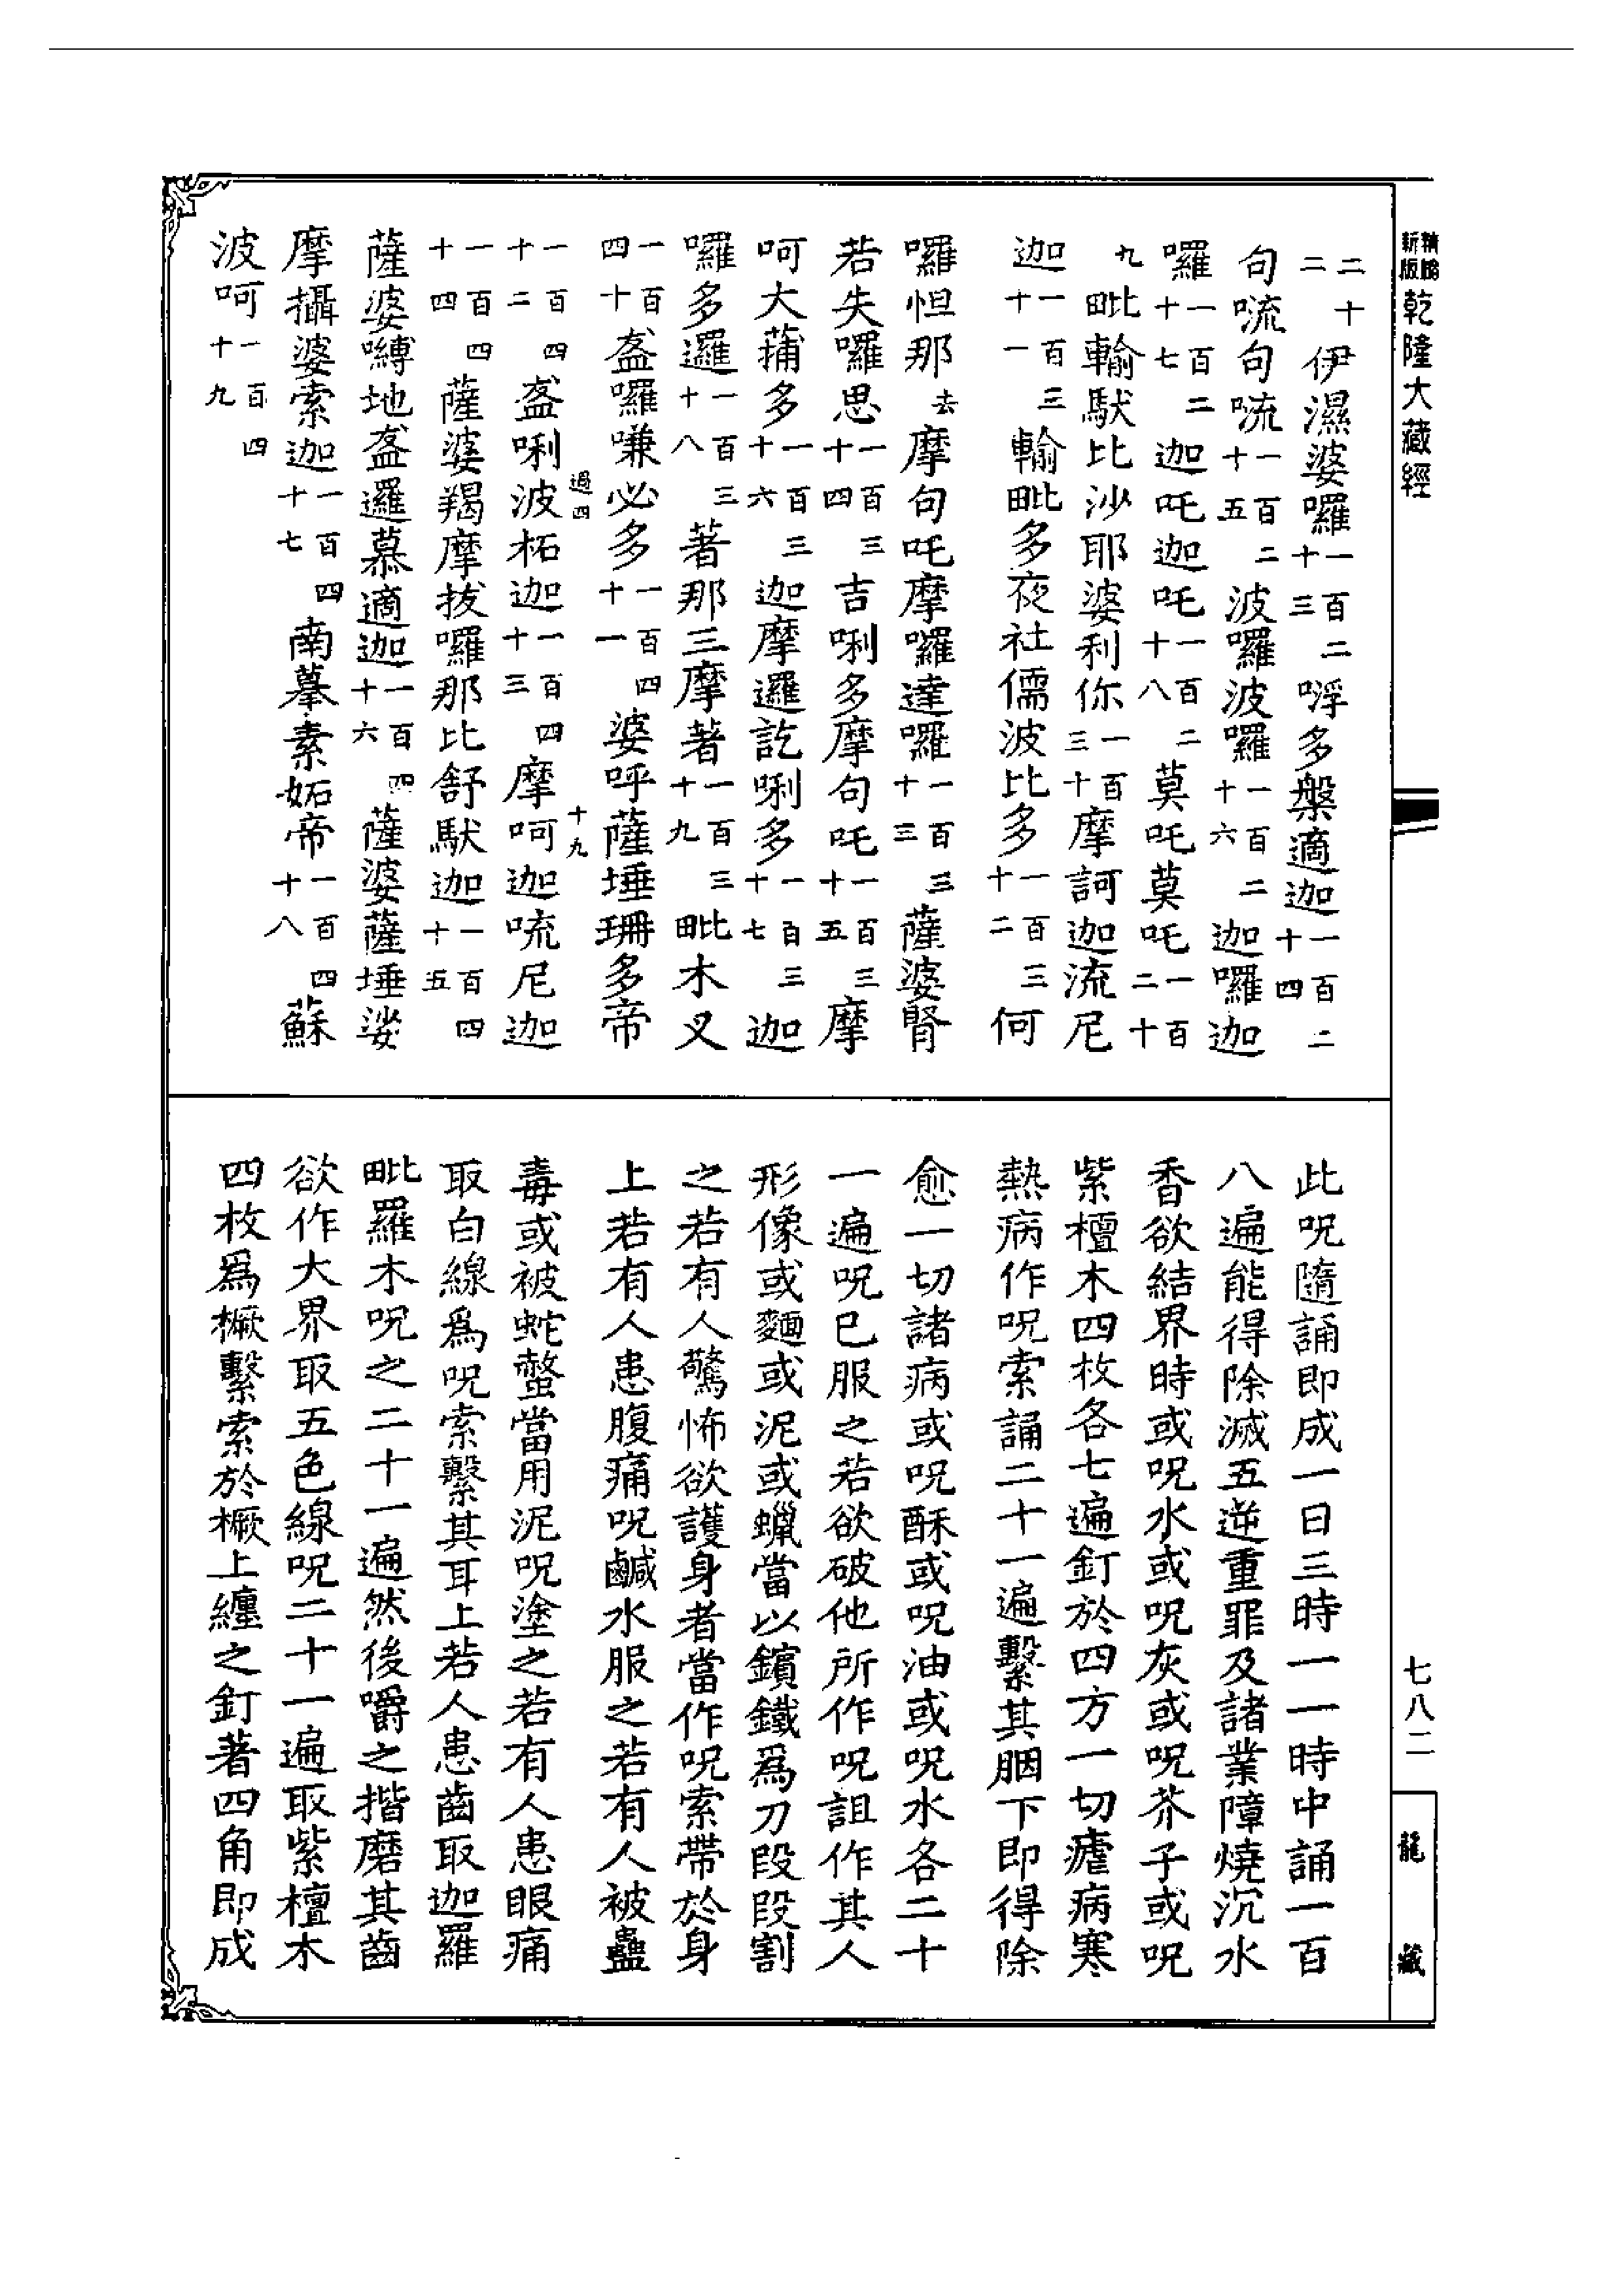 精縮新版乾隆大藏經
七八二
龍藏
二十二伊濕婆囉一百二十三呼多槃適迦一百二十四
句㖀句㖀一百二十五波囉波囉一百二十六迦囉迦
囉一百二十七迦吒迦吒一百二十八莫吒莫吒一百二十
九毗輸馱比沙耶婆利你一百三十摩訶迦流尼
迦一百三十一輸毗多夜社儒波比多一百三十二何
囉怛那去摩句吒摩囉達囉一百三十三薩婆腎
若失囉思一百三十四吉唎多摩句吒一百三十五摩
呵大蒱多一百三十六迦摩邏訖唎多一百三十七迦
囉多邏一百三十八著那三摩著一百三十九毗木叉
一百四十盋囉嗛必多一百四十一婆呼薩埵珊多帝
過四十九
一百四十二盋唎波柘迦一百四十三摩呵迦㖀尼迦
一百四十四薩婆羯摩拔囉那比舒馱迦一百四十五
薩婆嚩地盋邏慕適迦一百四十六薩婆薩埵娑
摩攝婆索迦一百四十七南摹素妬帝一百四十八蘇
波呵一百四十九
此呪隨誦即成一日三時一一時中誦一百
八遍能得除滅五逆重罪及諸業障燒沉水
香欲結界時或呪水或呪灰或呪芥子或呪
紫檀木四枚各七遍釘於四方一切瘧病寒
熱病作呪索誦二十一遍繫其胭下即得除
愈一切諸病或呪酥或呪油或呪水各二十
一遍呪已服之若欲破他所作呪詛作其人
形像或麵或泥或蠟當以鑌鐵爲刀段段割
之若有人驚怖欲護身者當作呪索帶於身
上若有人患腹痛呪鹹水服之若有人被蠱
毒或被蛇螫當用泥呪塗之若有人患眼痛
取白線爲呪索繫其耳上若人患齒取迦羅
毗羅木呪之二十一遍然後嚼之揩磨其齒
欲作大界取五色線呪二十一遍取紫檀木
四枚爲橛繫索於橛上纏之釘著四角即成